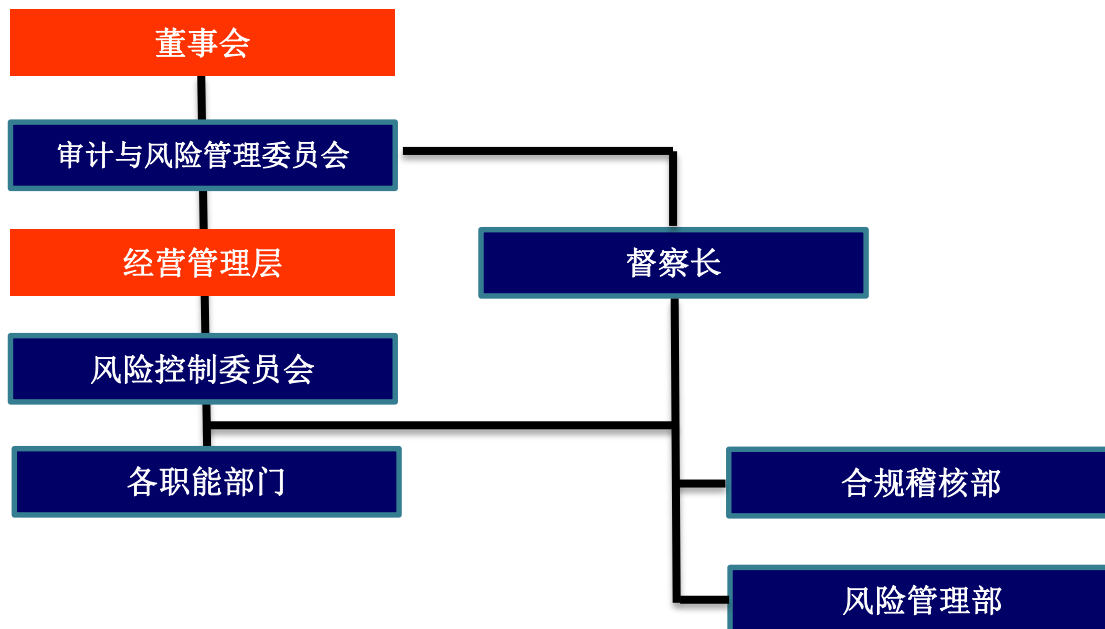 董事会
审计与风险管理委员会
经营管理层
督察长
风险控制委员会
各职能部门
合规稽核部
风险管理部